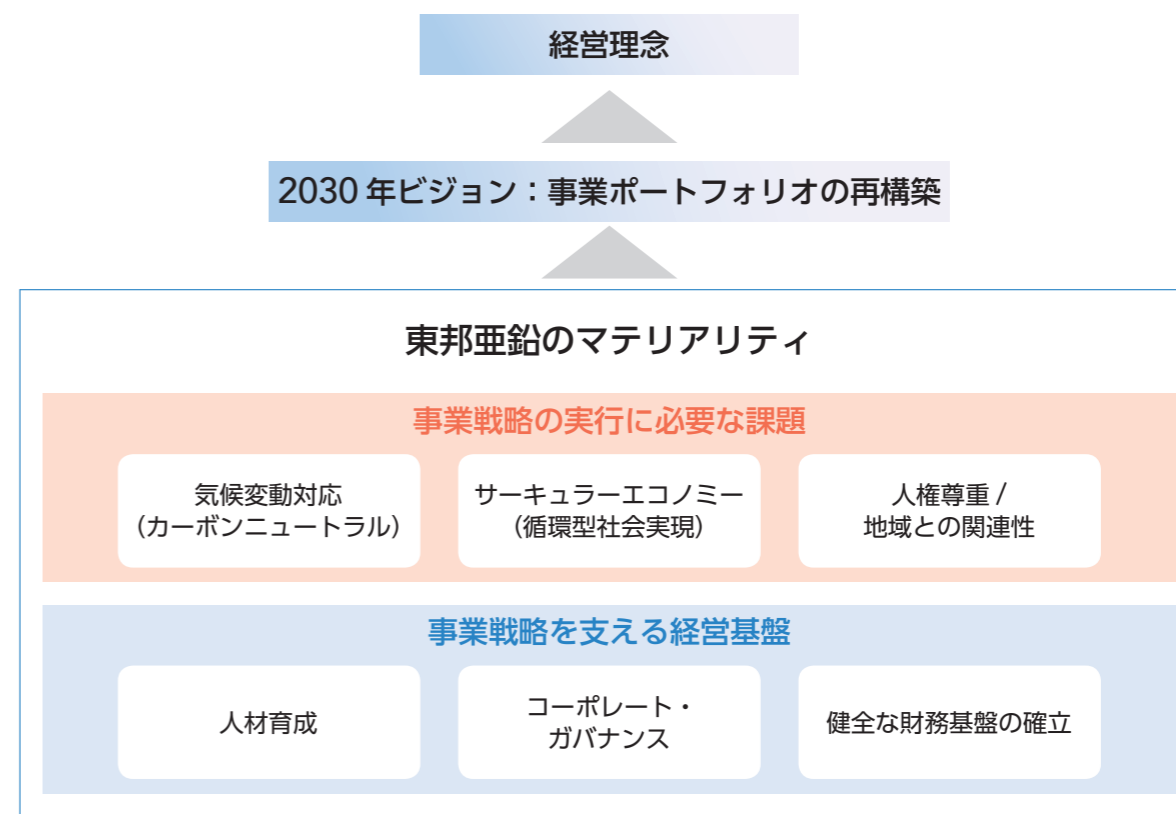 経営理念
2030年ビジョン：事業ポートフォリオの再構築
東邦亜鉛のマテリアリティ
事業戦略の実行に必要な課題
気候変動対応
（カーボンニュートラル）
サーキュラーエコノミー
（循環型社会実現）
人権尊重 /
地域との関連性
事業戦略を支える経営基盤
人材育成
コーポレート・
ガバナンス
健全な財務基盤の確立